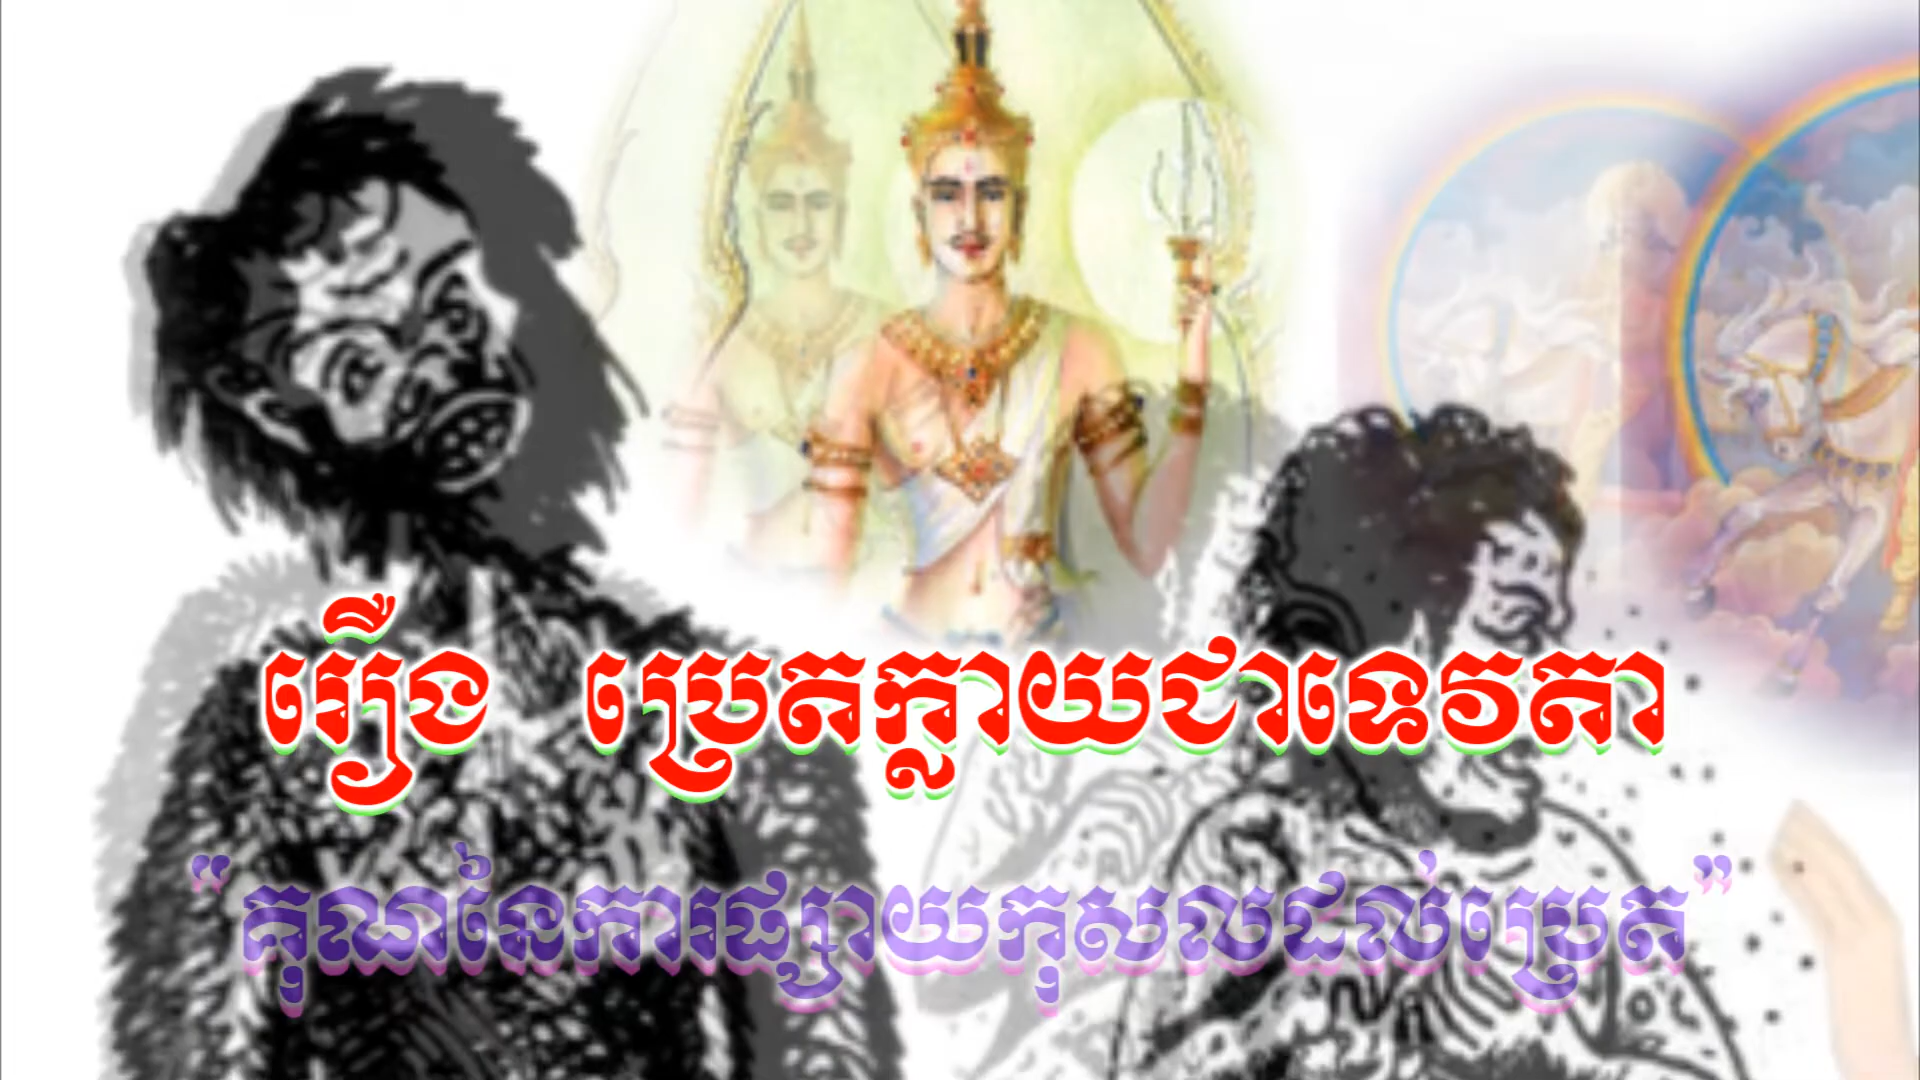 រឿង ប្រេតក្លាយជាទេវតា
"គុណនៃការផ្សាយកុសលដល់ប្រេត"